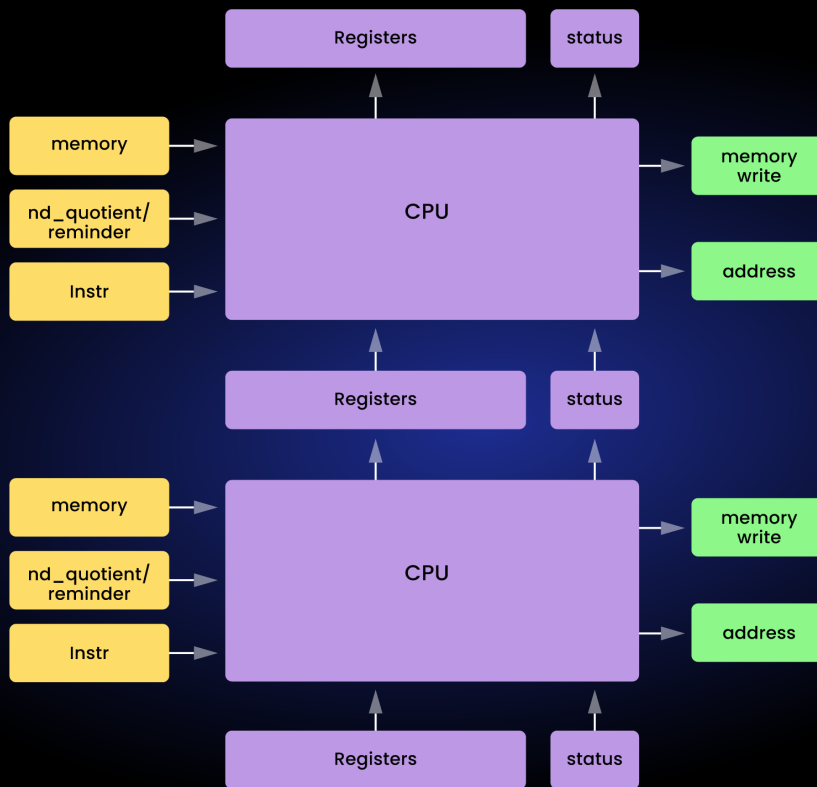 Registers
status
memory
nd_quotient/
reminder
Instr
CPU
memory
write
address
Registers
status
memory
nd_quotient/
reminder
Instr
CPU
memory
write
address
Registers
status